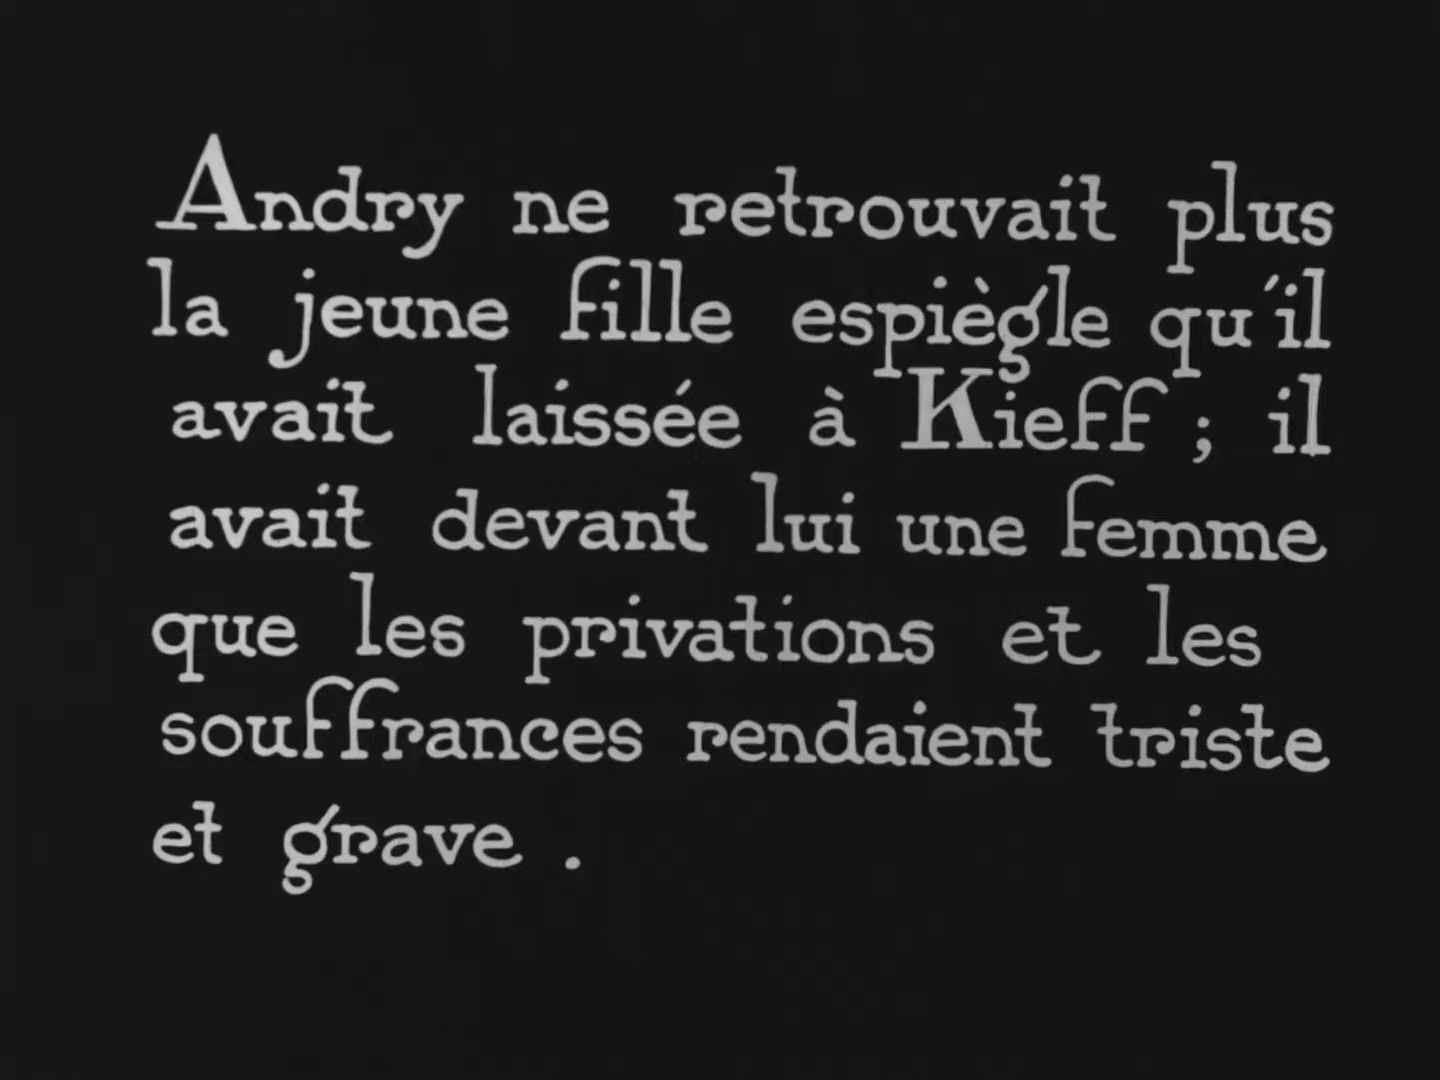 Andry ne retrouvait plus
la jeune fille espiègle qu'il
avait laissée à Kieff ; il
avait devant lui une femme
que les privations et les
souffrances rendaient triste
et grave .